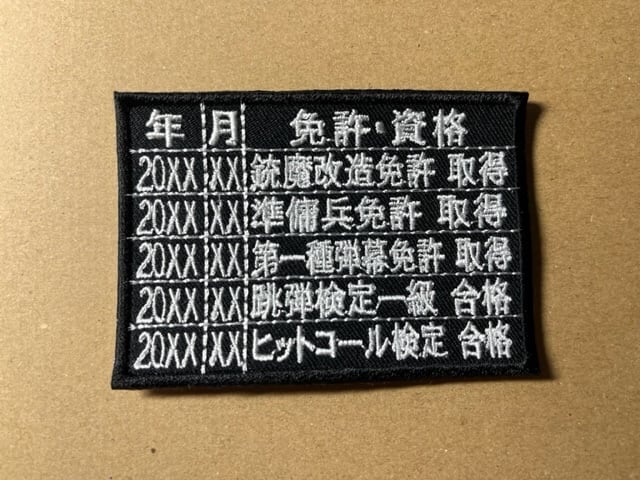 年 月 免許・資格
20XX XX 銃魔改造免許 取得
20XX XX 準傭兵免許 取得
20XX XX 第一種弾幕免許 取得
20XX XX 跳弾検定一級 合格
20XX XX ヒットコール検定 合格